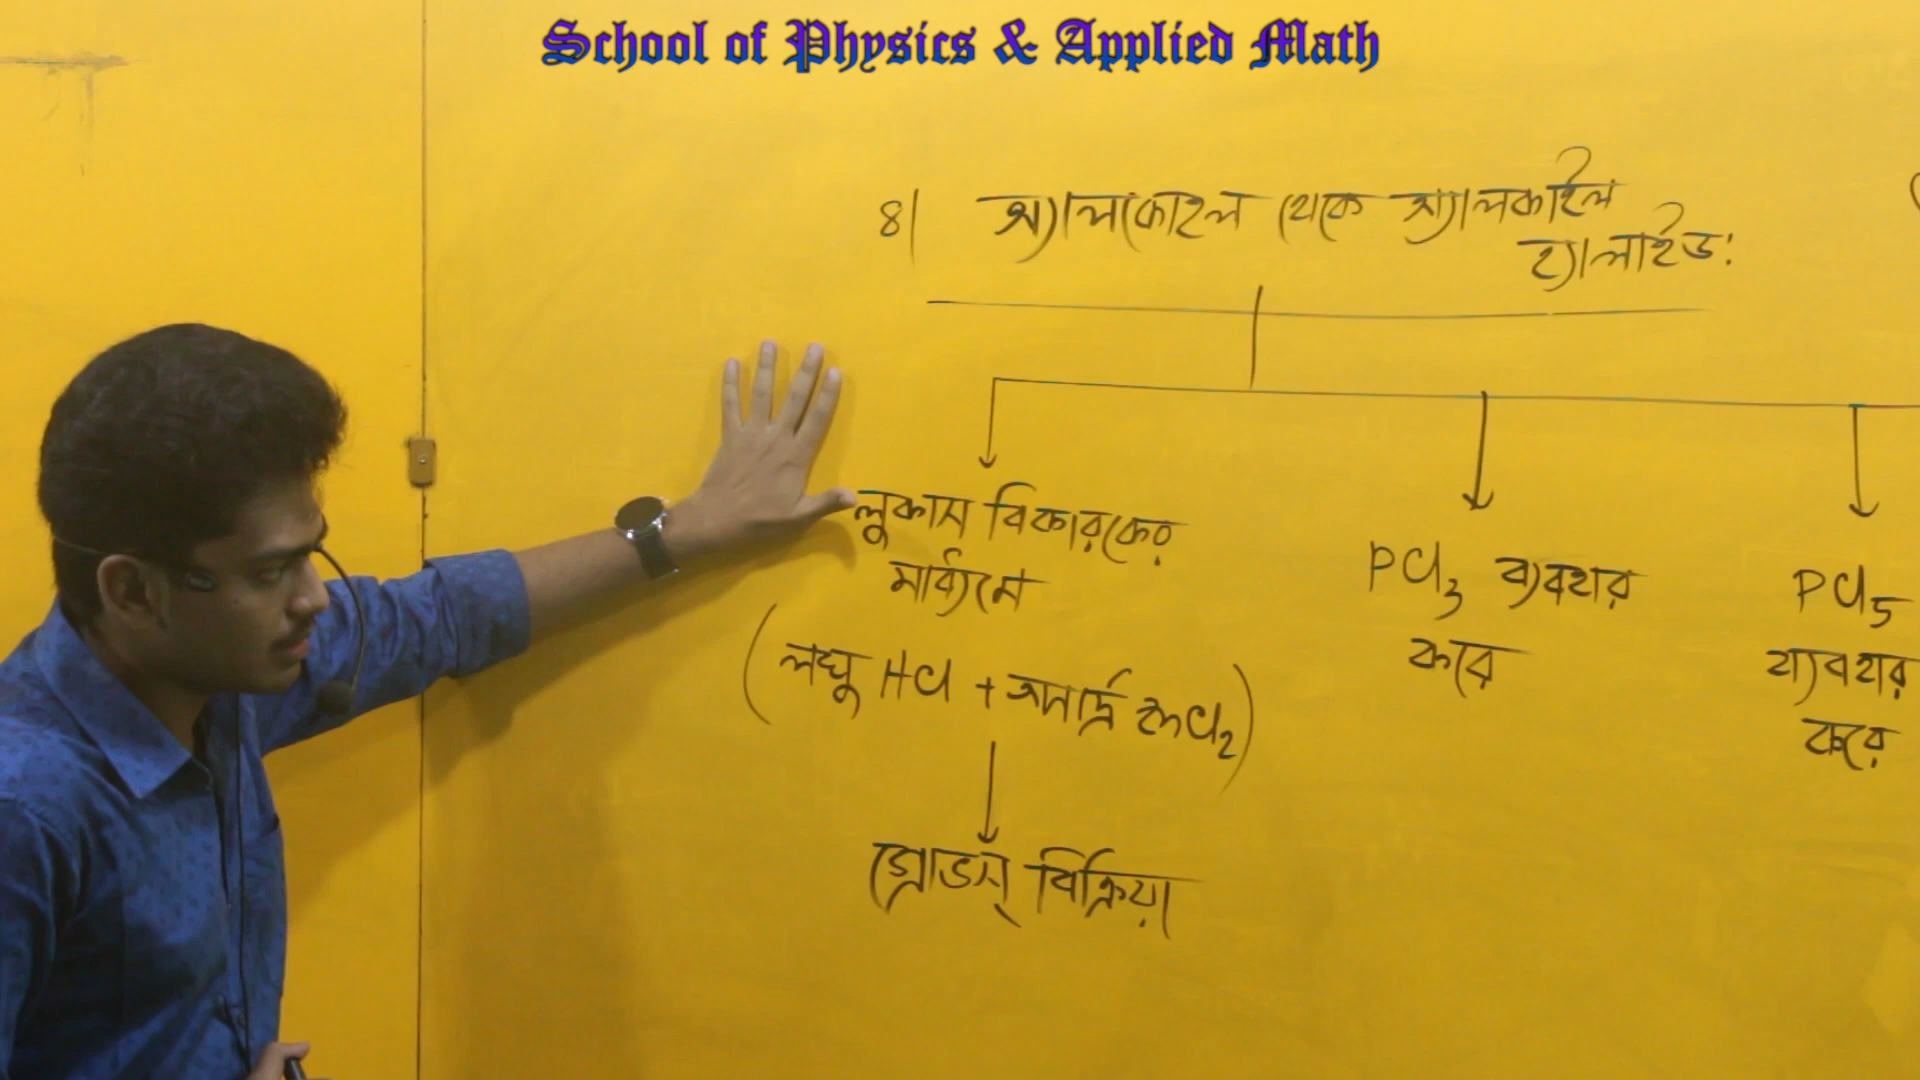 School of Physics & Applied Math
৪। অ্যালকোহল থেকে অ্যালকাইল
হ্যালাইড:
লুকাস বিকারকের
মাধ্যমে
(লঘু HCl + অনার্দ্র ZnCl2)
গ্রোভস্ বিক্রিয়া
PCl3 ব্যবহার
করে
PCl5
ব্যবহার
করে